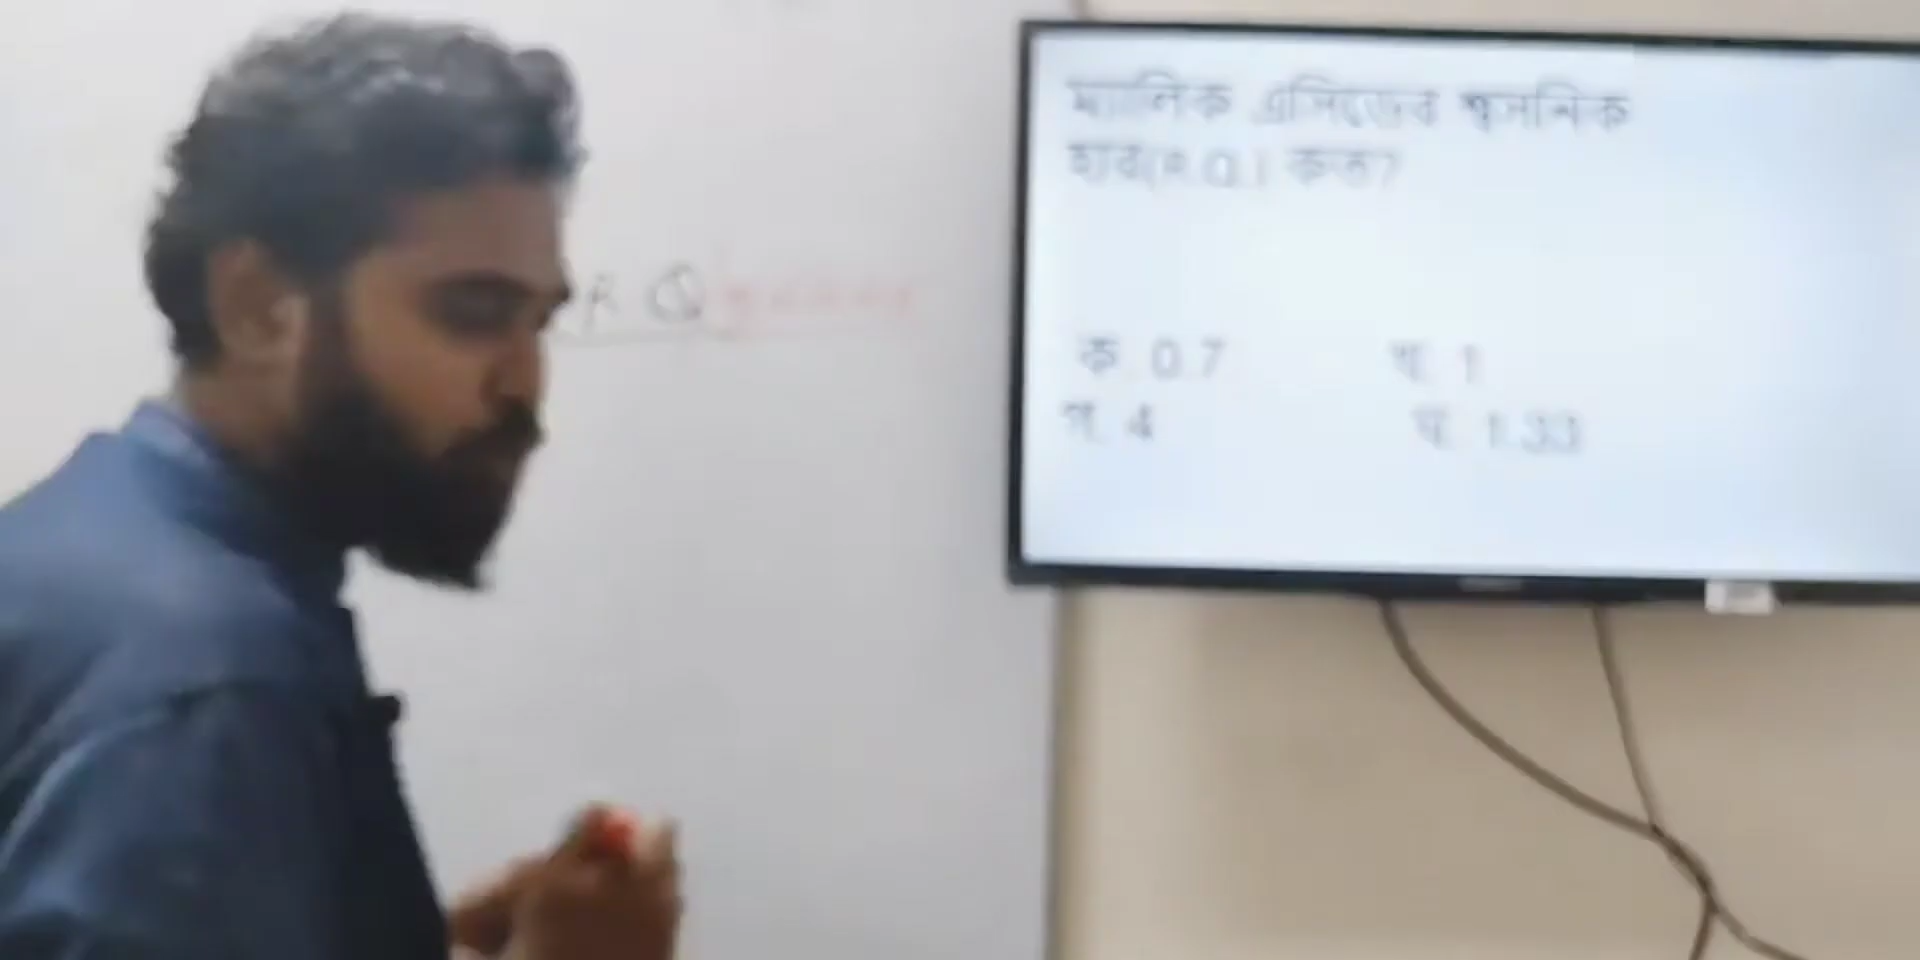 ম্যালিক এসিডের শ্বসনিক
হার(R.Q.) কত?
R Q
ক. 0.7 খ. 1
গ. 4 ঘ. 1.33